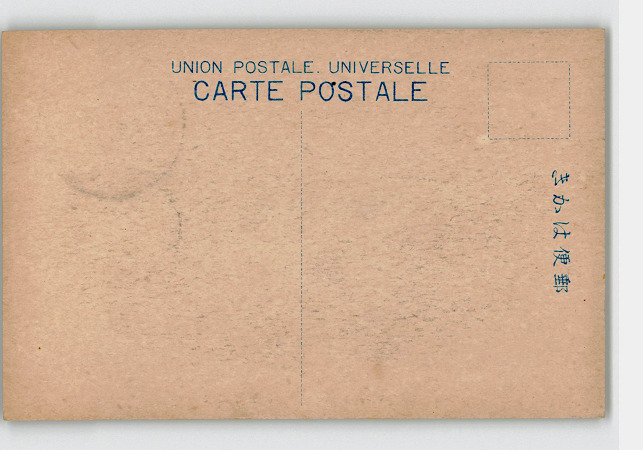 UNION POSTALE. UNIVERSELLE
CARTE POSTALE
きかは便郵